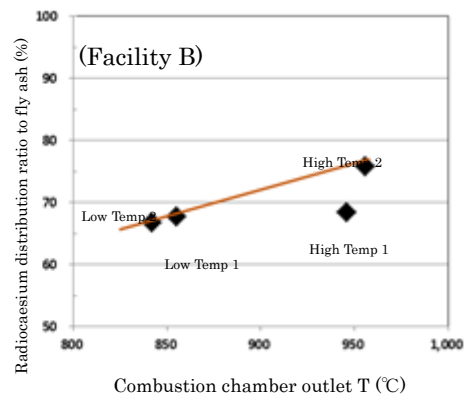 Radiocaesium distribution ratio to fly ash (%)
100
90
80
70
60
50
(Facility B)
High Temp 2
Low Temp 2
High Temp 1
Low Temp 1
800
850
900
950
1,000
Combustion chamber outlet T (℃)